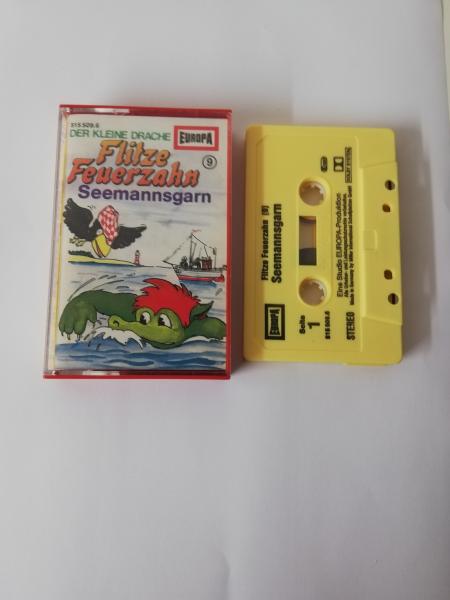 515 509.6
DER KLEINE DRACHE
EUROPA
Flitze
Feuerzahn
9
Seemannsgarn
Flitze Feuerzahn (9)
Seemannsgarn
EUROPA
Seite
1
515 509.6
Eine Studio EUROPA-Produktion
STEREO